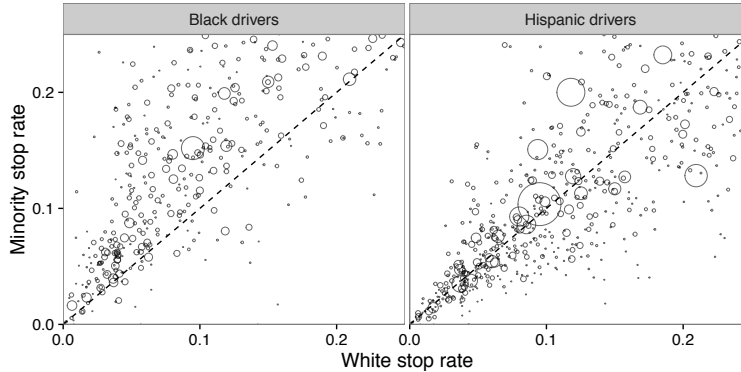 Black drivers Hispanic drivers
0.2
0.1
0.0
Minority stop rate
0.0 0.1 0.2 0.0 0.1 0.2
White stop rate